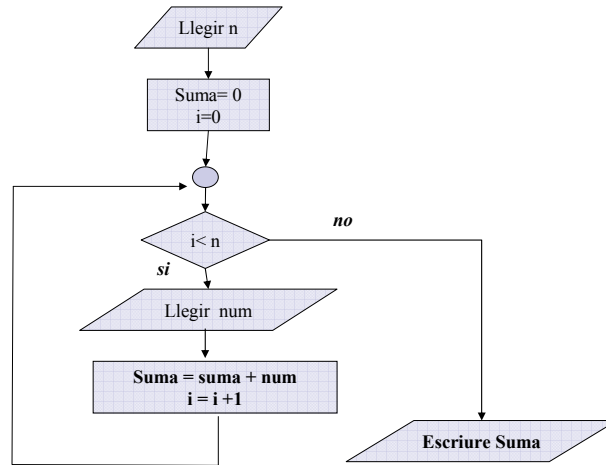 Llegir n
Suma= 0
i=0
i< n
no
si
Llegir num
Suma = suma + num
i = i +1
Escriure Suma